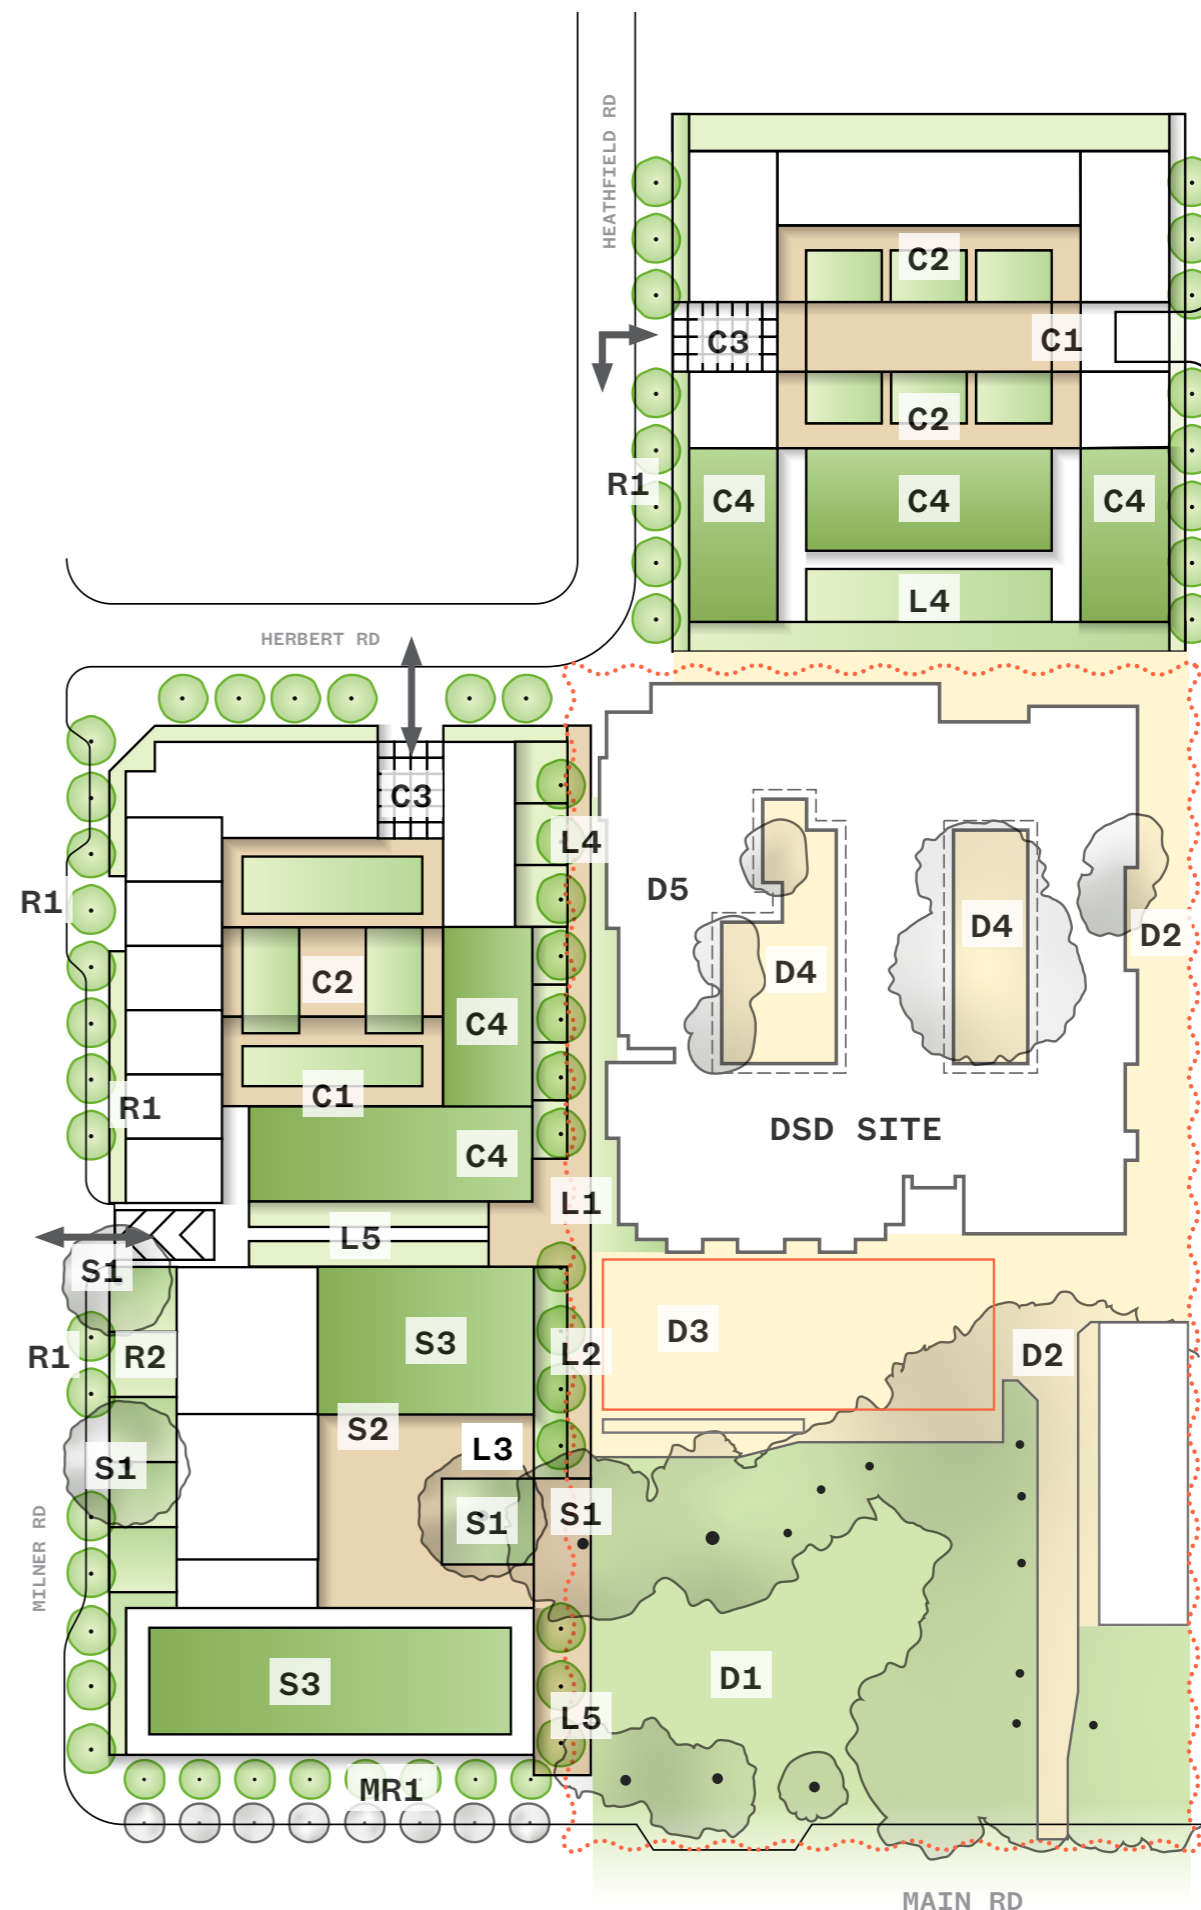 HEATHFIELD RD
C2
C3
C1
C2
R1
C4
C4
C4
L4
HERBERT RD
C3
L4
R1
D5
D4
D4
D2
C2
C4
C1
R1
DSD SITE
C4
L1
L5
S1
R1
R2
S3
L2
D3
D2
S2
L3
S1
S1
S1
MILNER RD
S3
D1
L5
MR1
MAIN RD